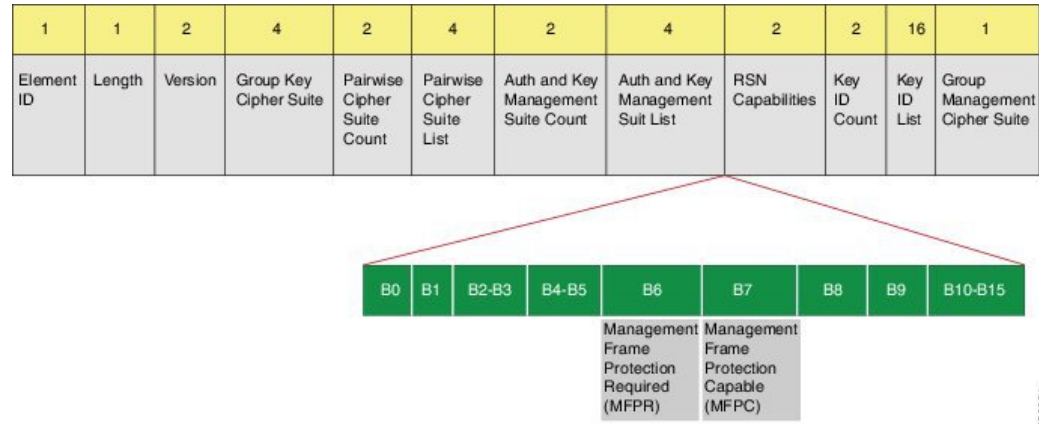 1 1 2 4 2 4 2 4 2 2 16 1
Element
ID
Length
Version
Group Key
Cipher Suite
Pairwise
Cipher
Suite
Count
Pairwise
Cipher
Suite
List
Auth and Key
Management
Suite Count
Auth and Key
Management
Suit List
RSN
Capabilities
Key
ID
Count
Key
ID
List
Group
Management
Cipher Suite
B0 B1 B2-B3 B4-B5 B6 B7 B8 B9 B10-B15
Management
Frame
Protection
Required
(MFPR)
Management
Frame
Protection
Capable
(MFPC)